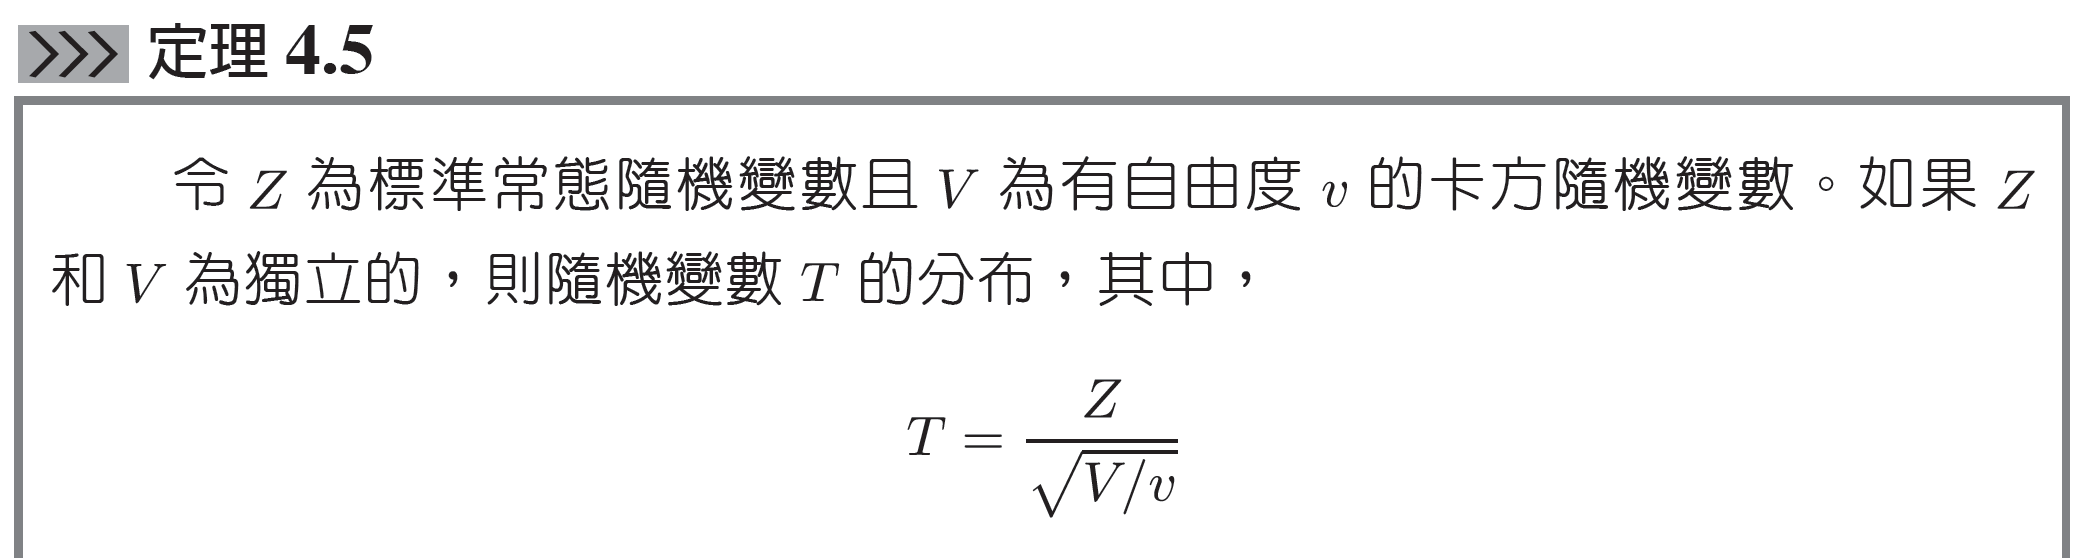 >>> 定理 4.5
令 Z 為標準常態隨機變數且 V 為有自由度 v 的卡方隨機變數。如果 Z
和 V 為獨立的，則隨機變數 T 的分布，其中，
T = Z / √(V/v)